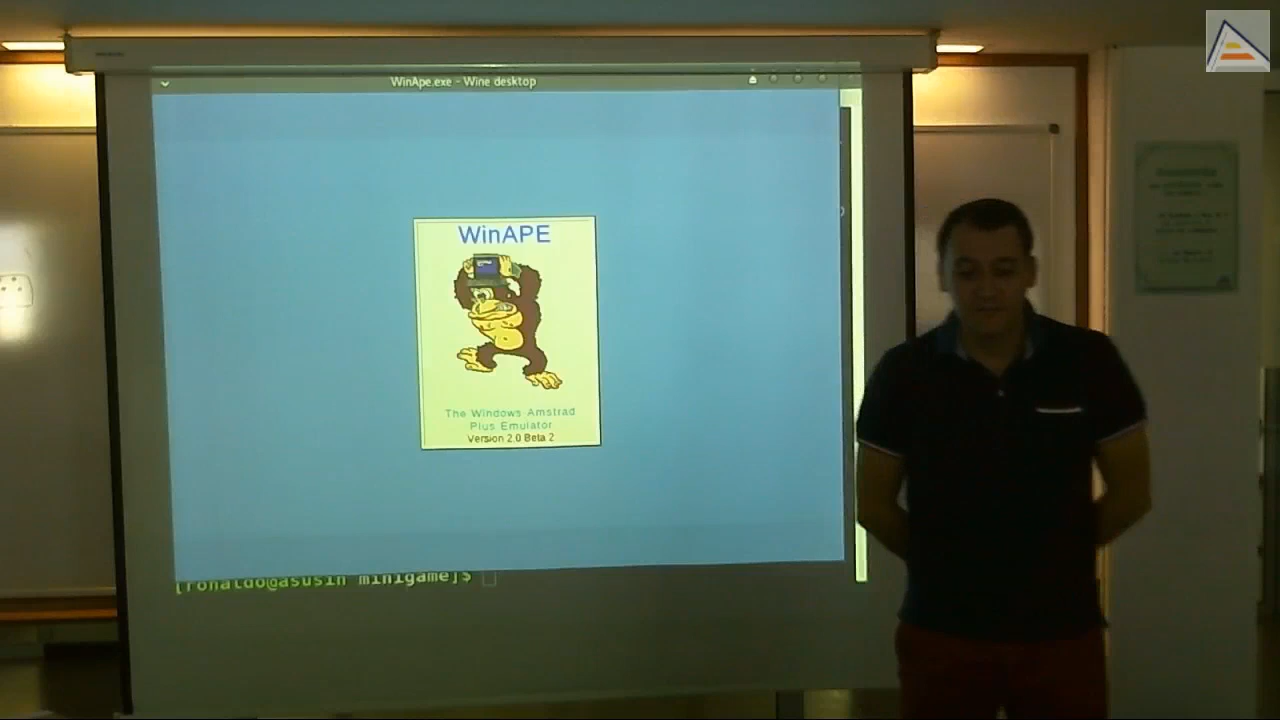 WinApe.exe - Wine desktop
WinAPE
The Windows Amstrad
Plus Emulator
Version 2.0 Beta 2
[ronaldo@asusin minigame]$